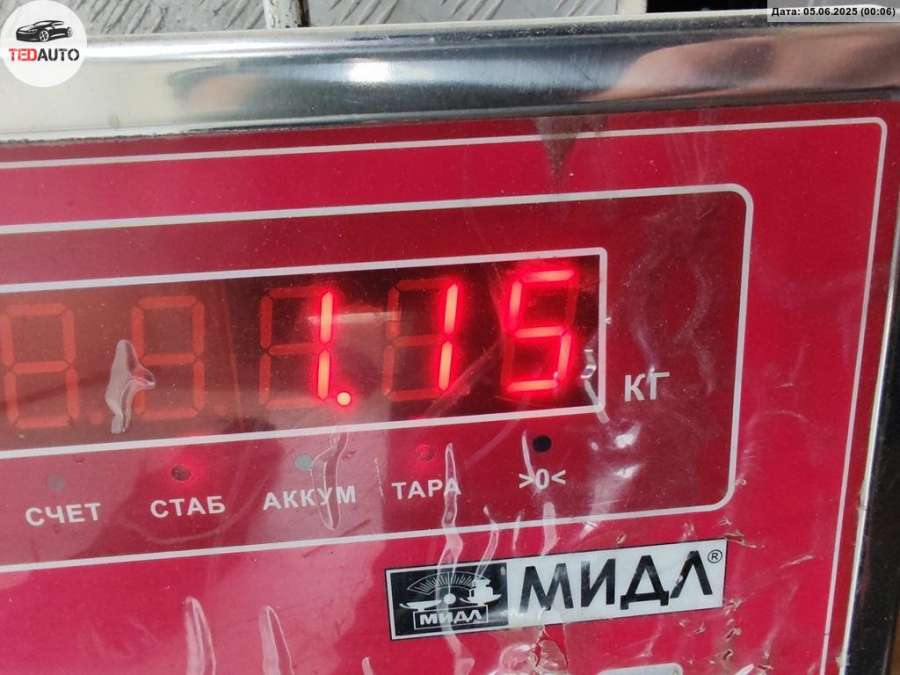 Дата: 05.06.2025 (00:06)
TEDAUTO
1.15
КГ
СЧЕТ СТАБ АККУМ ТАРА >0<
МИДЛ МИДЛ®